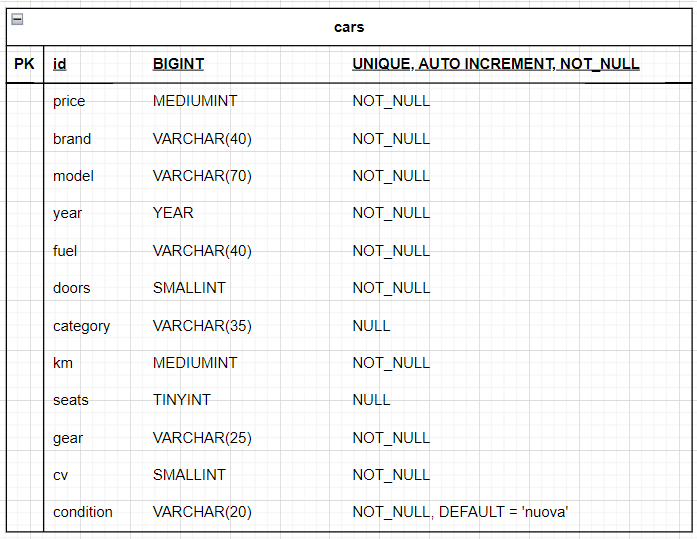 cars
PK id BIGINT UNIQUE, AUTO INCREMENT, NOT_NULL
price MEDIUMINT NOT_NULL
brand VARCHAR(40) NOT_NULL
model VARCHAR(70) NOT_NULL
year YEAR NOT_NULL
fuel VARCHAR(40) NOT_NULL
doors SMALLINT NOT_NULL
category VARCHAR(35) NULL
km MEDIUMINT NOT_NULL
seats TINYINT NULL
gear VARCHAR(25) NOT_NULL
cv SMALLINT NOT_NULL
condition VARCHAR(20) NOT_NULL, DEFAULT = 'nuova'